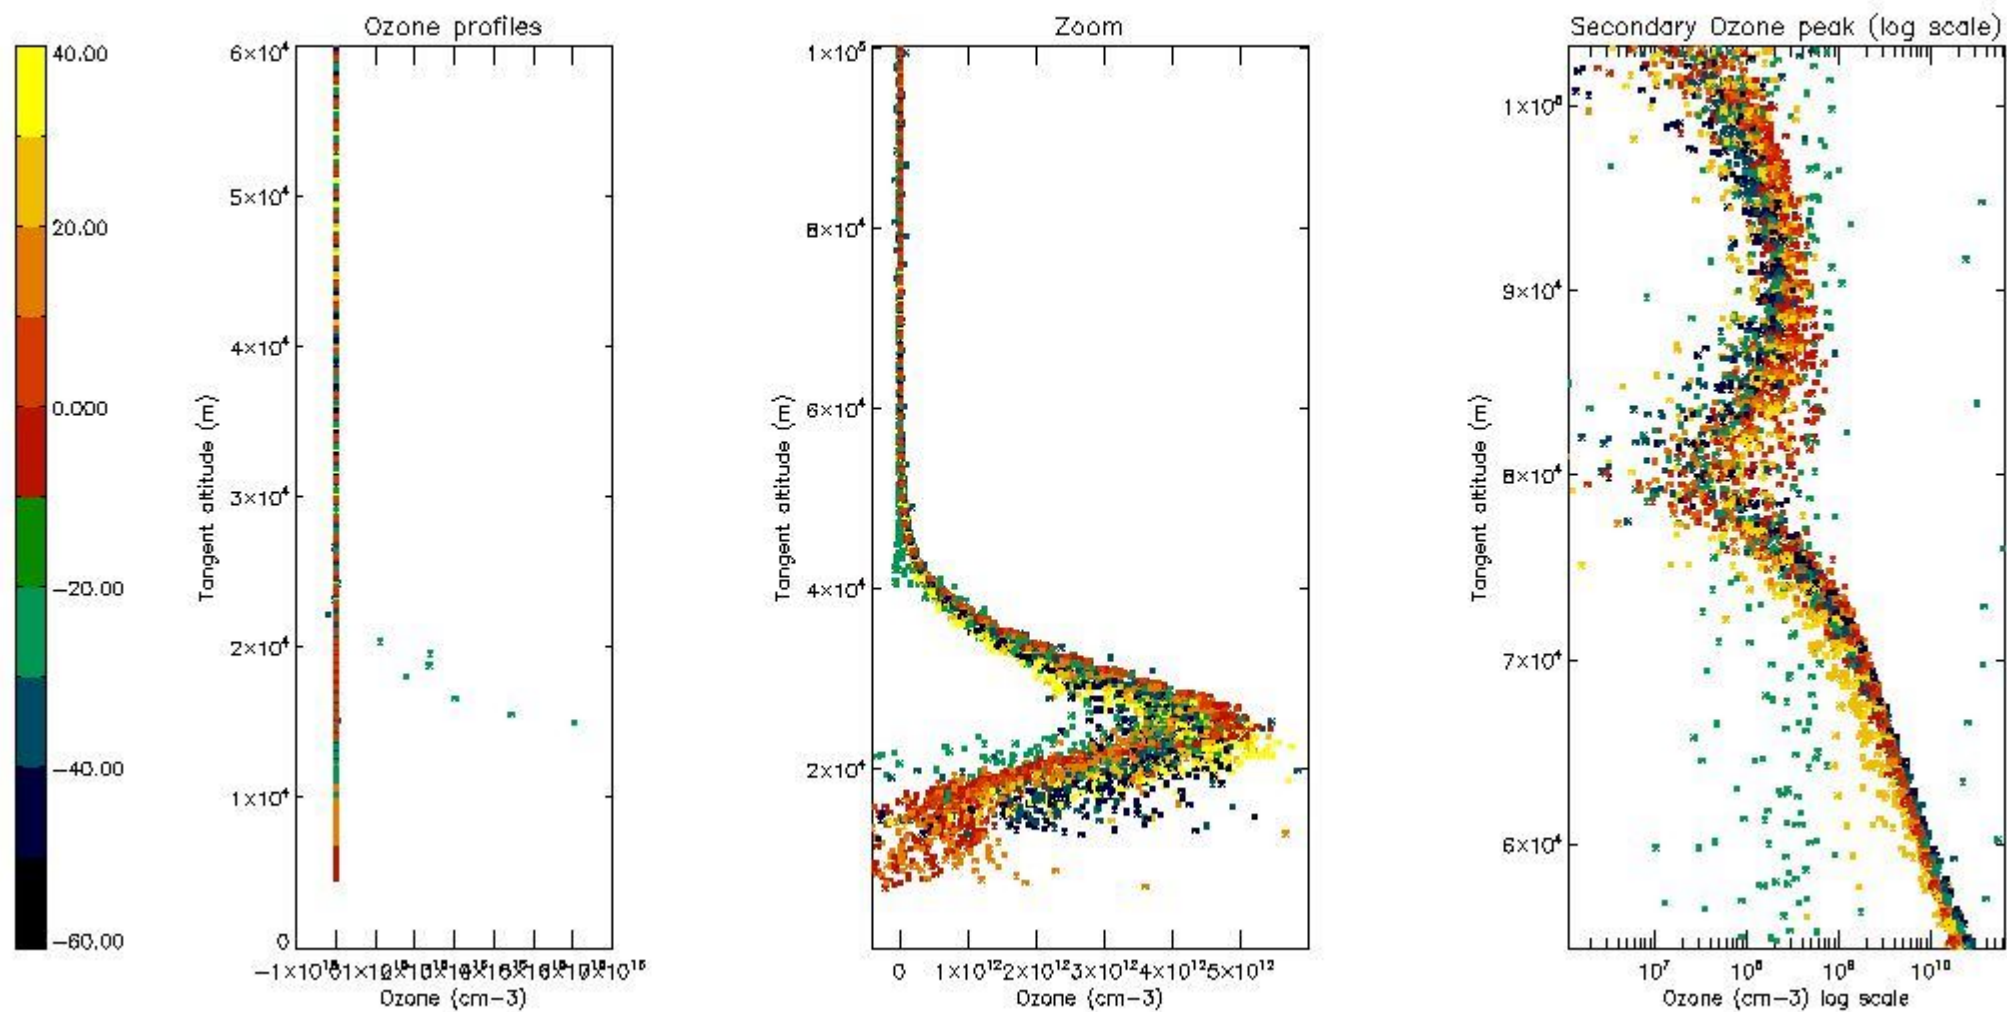 Ozone profiles
Zoom
Secondary Ozone peak (log scale)
40.00
20.00
0.000
−20.00
−40.00
−60.00
6×10⁴
5×10⁴
4×10⁴
3×10⁴
2×10⁴
1×10⁴
0
Tangent altitude (m)
Ozone (cm−3)
1×10⁵
8×10⁴
6×10⁴
4×10⁴
2×10⁴
Tangent altitude (m)
0 1×10¹² 2×10¹² 3×10¹² 4×10¹² 5×10¹²
Ozone (cm−3)
9×10⁴
8×10⁴
7×10⁴
6×10⁴
Tangent altitude (m)
10⁷ 10⁸ 10⁹ 10¹⁰
Ozone (cm−3) log scale